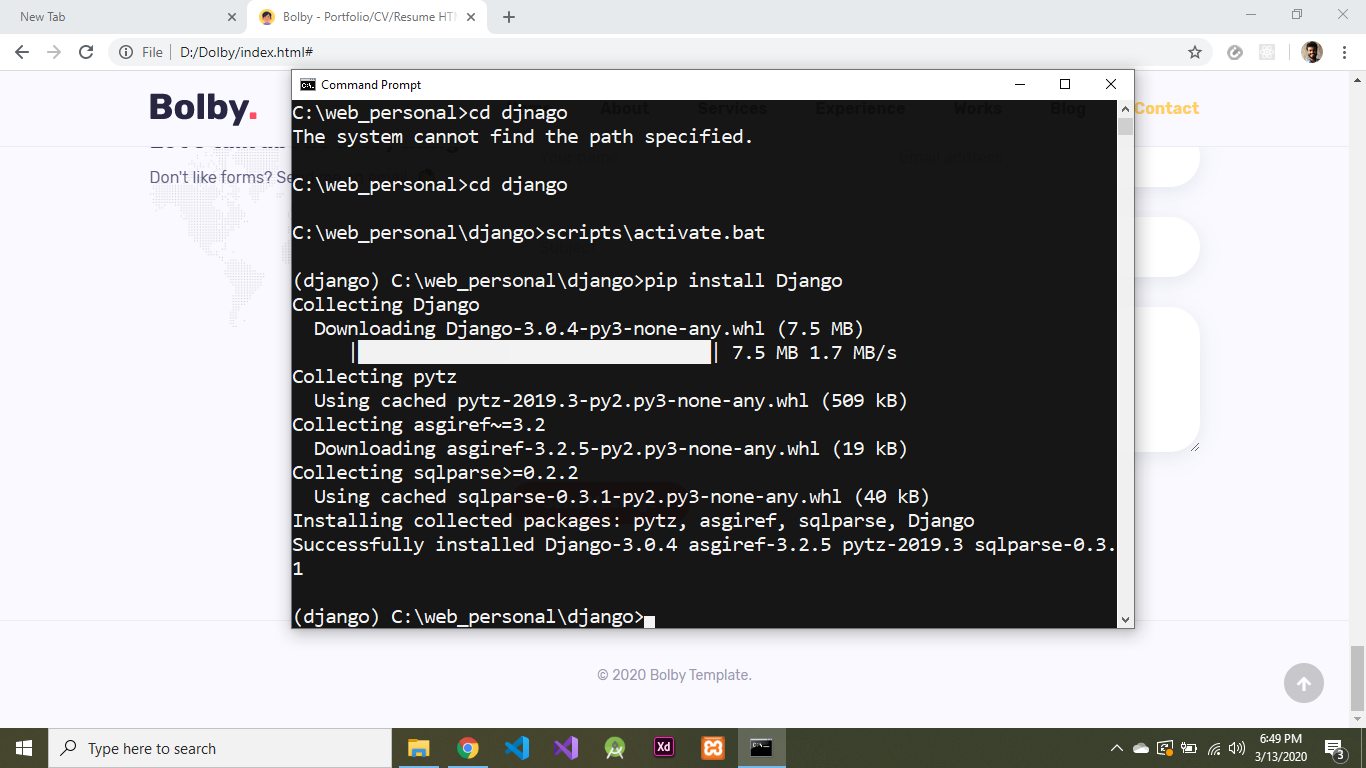 New Tab
Bolby - Portfolio/CV/Resume HT
File
D:/Dolby/index.html#
Command Prompt
Bolby.
About
Services
Experience
Works
Blog
Contact
Don't like forms?
C:\web_personal>cd djnago
The system cannot find the path specified.
C:\web_personal>cd django
C:\web_personal\django>scripts\activate.bat
(django) C:\web_personal\django>pip install Django
Collecting Django
Downloading Django-3.0.4-py3-none-any.whl (7.5 MB)
| | 7.5 MB 1.7 MB/s
Collecting pytz
Using cached pytz-2019.3-py2.py3-none-any.whl (509 kB)
Collecting asgiref~=3.2
Downloading asgiref-3.2.5-py2.py3-none-any.whl (19 kB)
Collecting sqlparse>=0.2.2
Using cached sqlparse-0.3.1-py2.py3-none-any.whl (40 kB)
Installing collected packages: pytz, asgiref, sqlparse, Django
Successfully installed Django-3.0.4 asgiref-3.2.5 pytz-2019.3 sqlparse-0.3.
1
(django) C:\web_personal\django>
© 2020 Bolby Template.
Type here to search
Xd
6:49 PM
3/13/2020
3